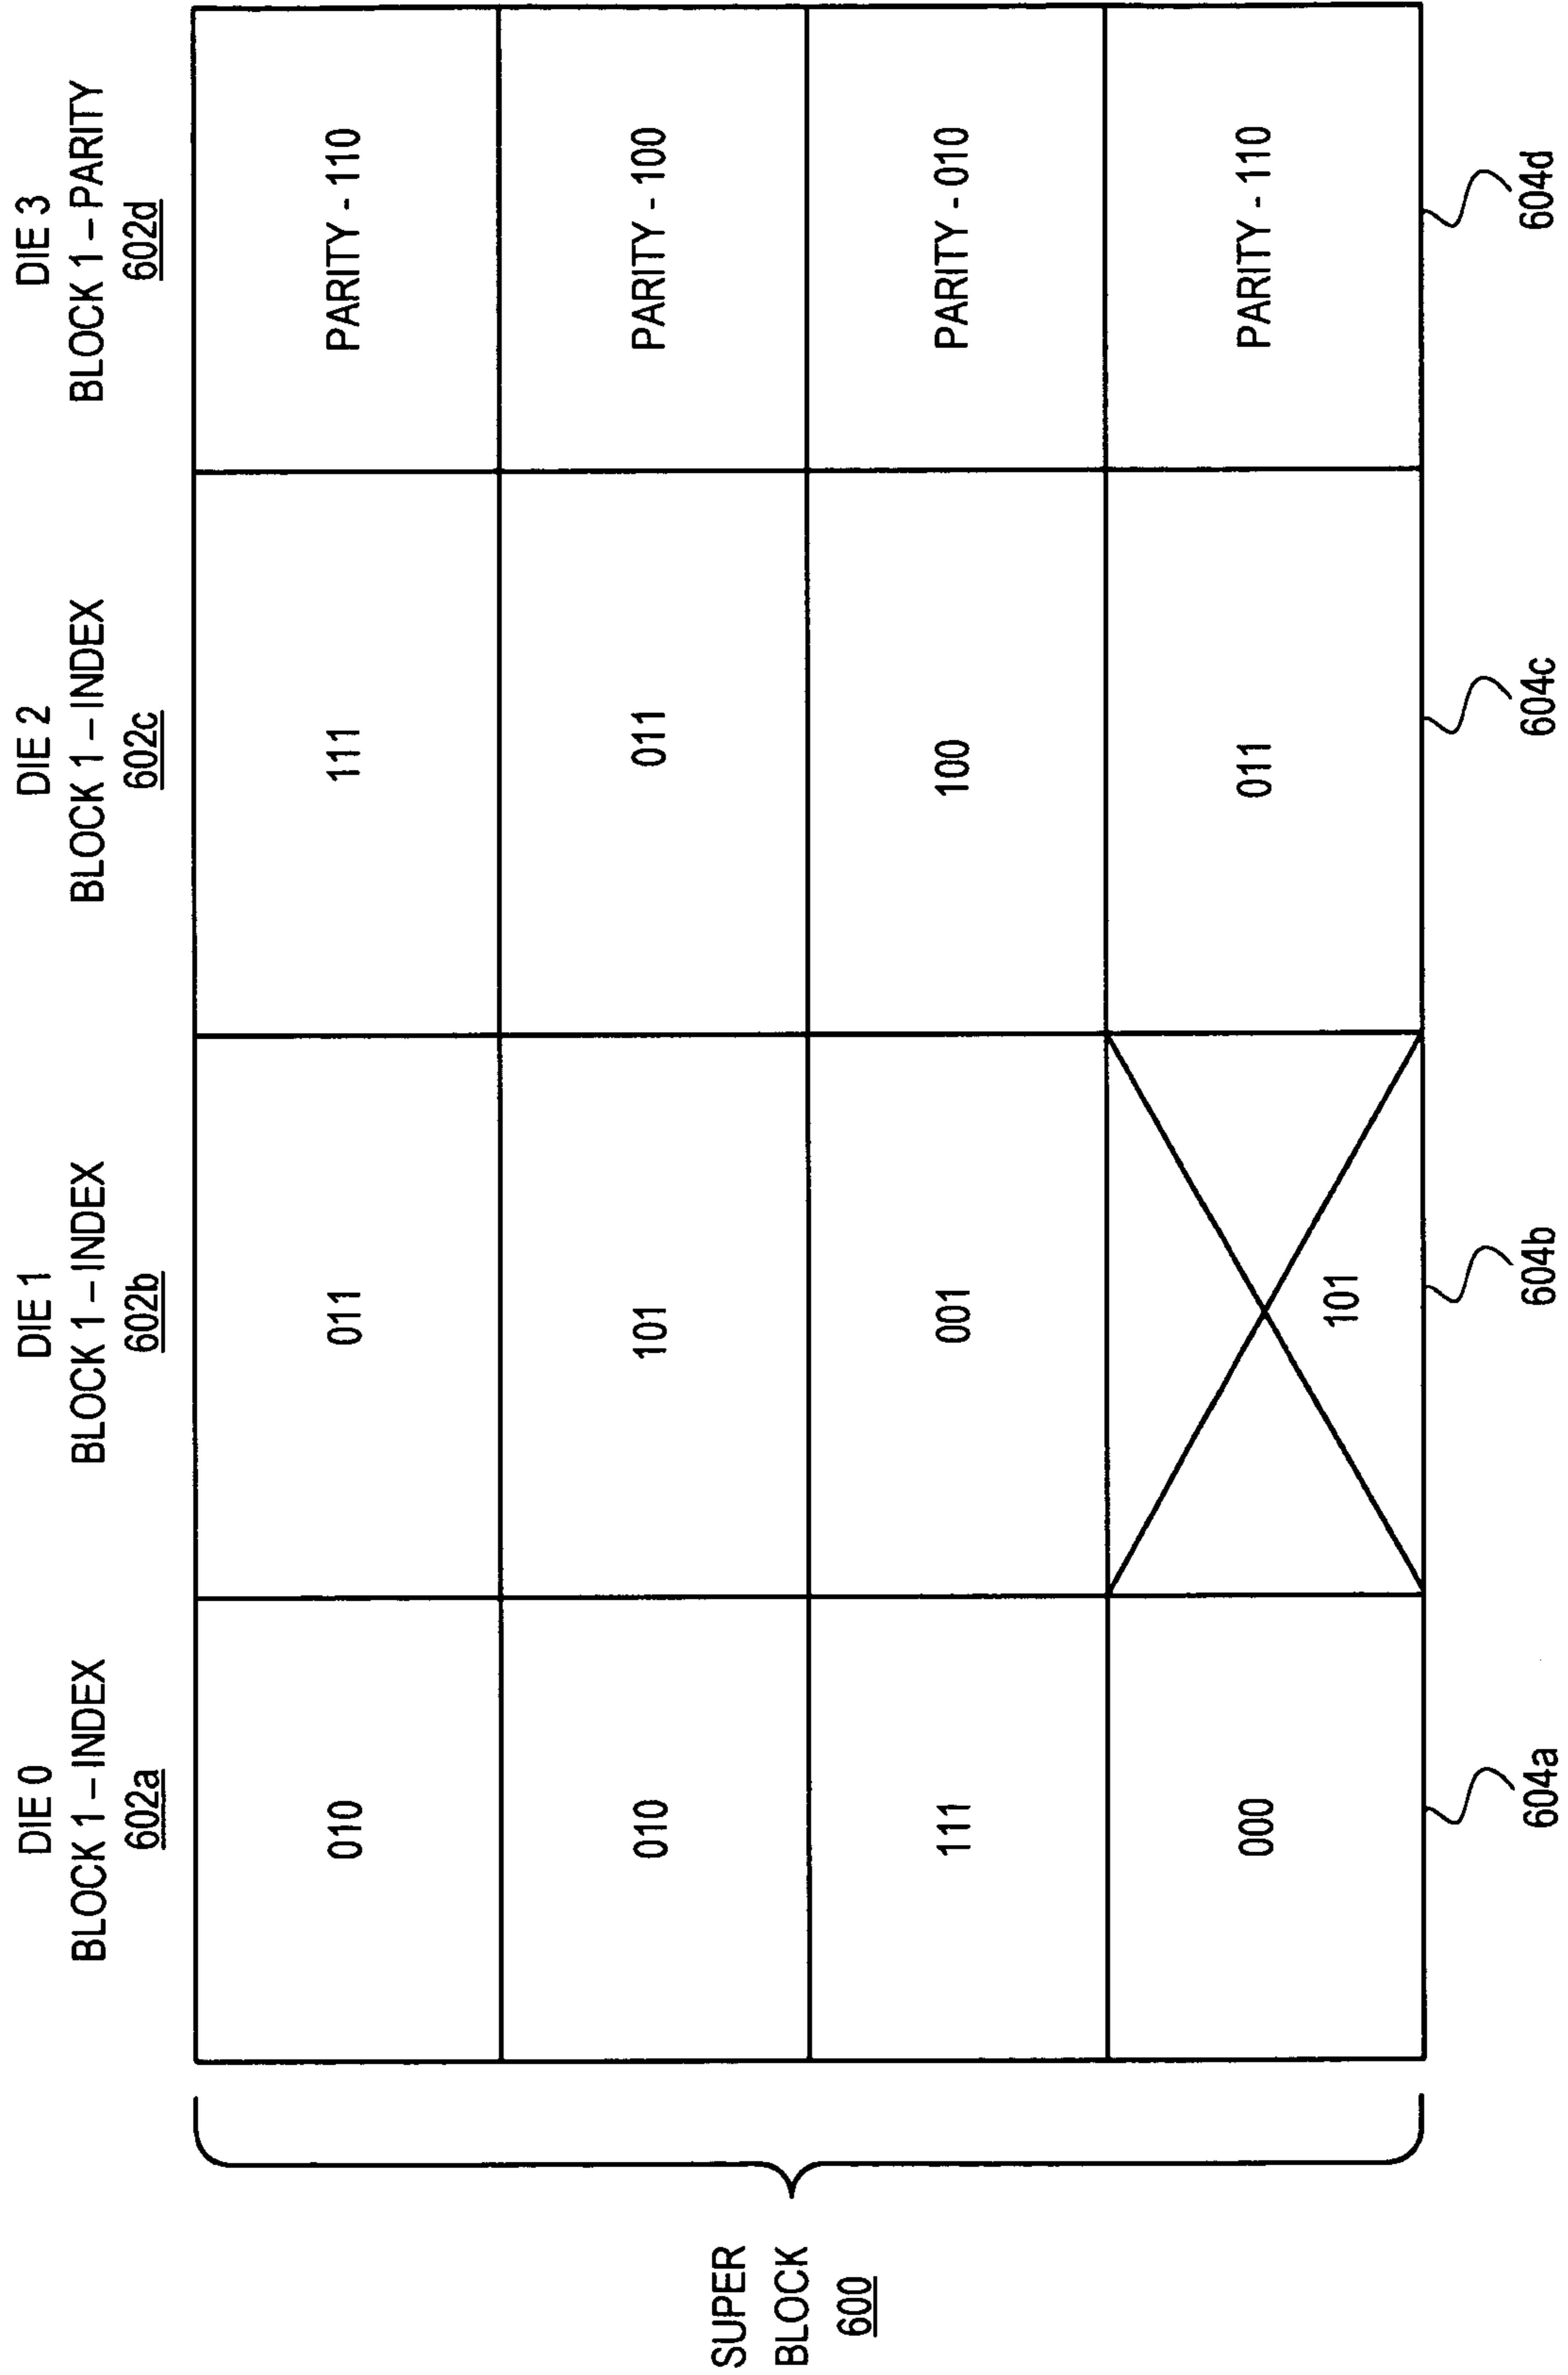 DIE 0
BLOCK 1 – INDEX
602a
DIE 1
BLOCK 1 – INDEX
602b
DIE 2
BLOCK 1 – INDEX
602c
DIE 3
BLOCK 1 – PARITY
602d
SUPER
BLOCK
600
010
011
111
PARITY - 110
010
101
011
PARITY - 100
111
001
100
PARITY - 010
000
101
011
PARITY - 110
604a
604b
604c
604d